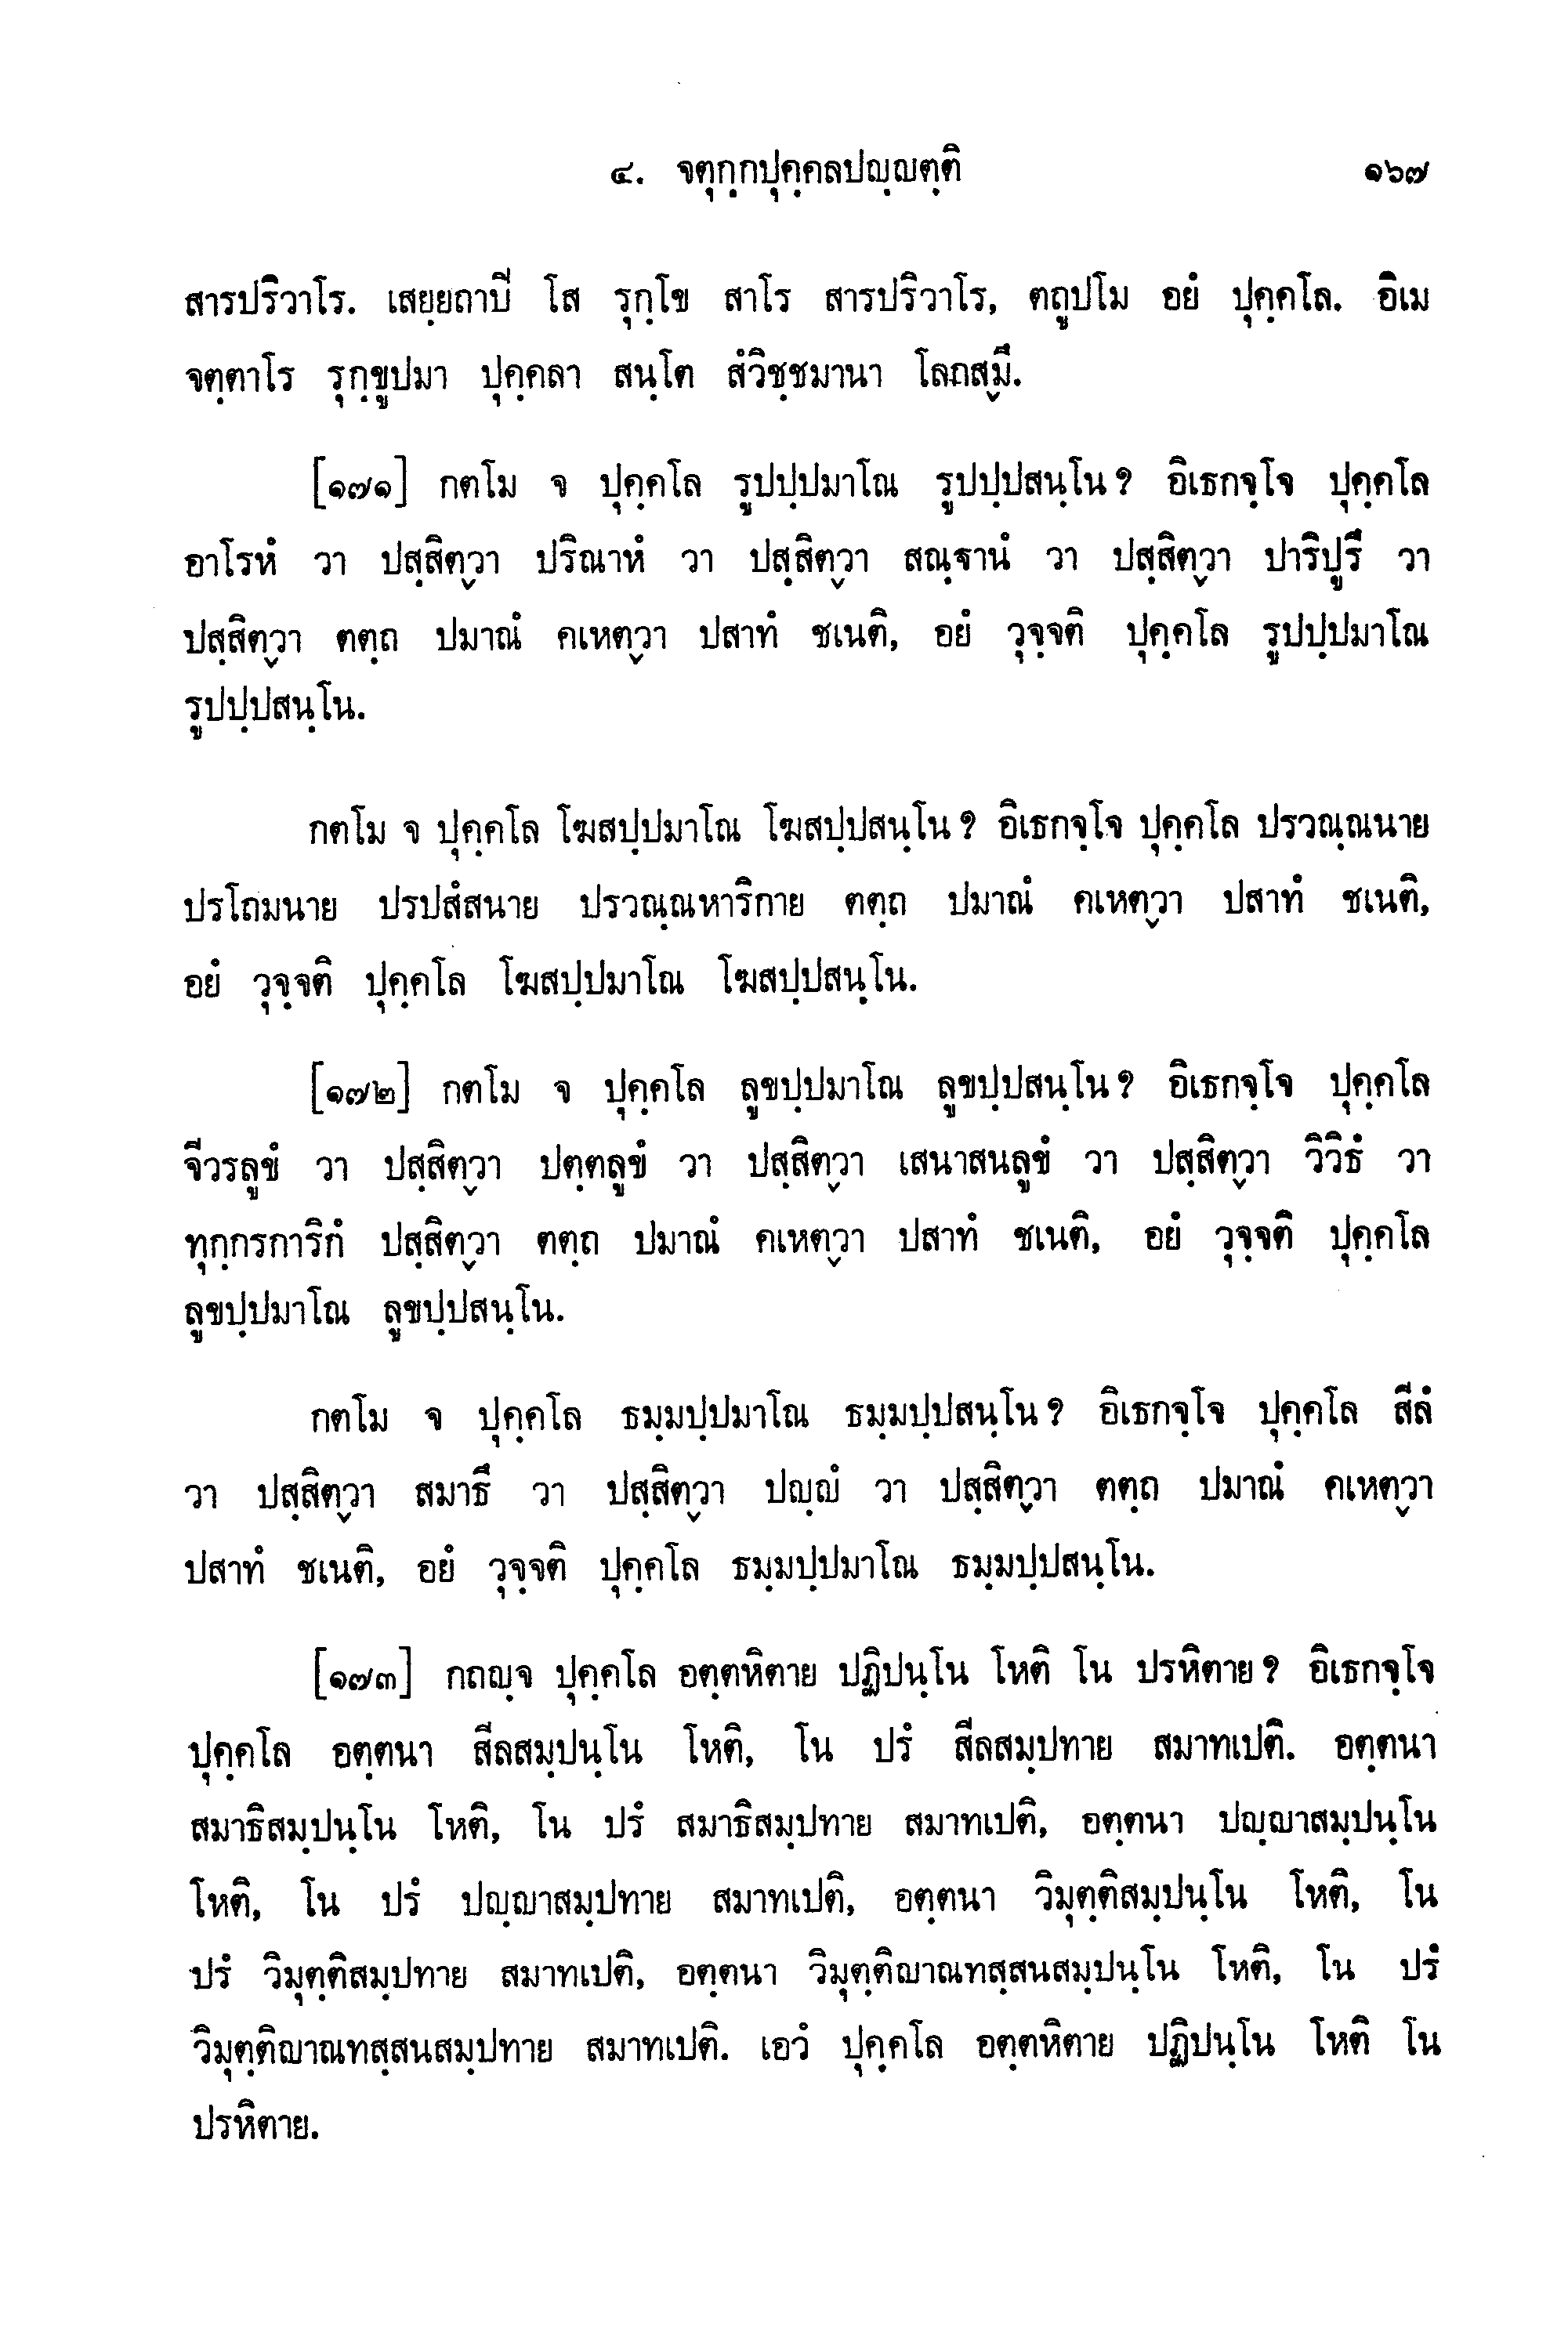 ๔. จตุกฺกปุคฺคลปญฺญตฺติ ๑๖๗
สารปริวาโร. เสยฺยถาปิ โส รุกฺโข สาโร สารปริวาโร, ตถูปโม อยํ ปุคฺคโล. อิเม
จตฺตาโร รุกฺขูปมา ปุคฺคลา สนฺโต สํวิชฺชมานา โลกสฺมึ.
[๑๗๑] กตโม จ ปุคฺคโล รูปปฺปมาโณ รูปปฺปสนฺโน ? อิเธกจฺโจ ปุคฺคโล
อาโรหํ วา ปสฺสิตฺวา ปริณาหํ วา ปสฺสิตฺวา สณฺฐานํ วา ปสฺสิตฺวา ปาริปูรึ วา
ปสฺสิตฺวา ตตฺถ ปมาณํ คเหตฺวา ปสาทํ ชเนติ, อยํ วุจฺจติ ปุคฺคโล รูปปฺปมาโณ
รูปปฺปสนฺโน.
กตโม จ ปุคฺคโล โฆสปฺปมาโณ โฆสปฺปสนฺโน ? อิเธกจฺโจ ปุคฺคโล ปรวณฺณนาย
ปรโถมนาย ปรปสํสนาย ปรวณฺณหาริกาย ตตฺถ ปมาณํ คเหตฺวา ปสาทํ ชเนติ,
อยํ วุจฺจติ ปุคฺคโล โฆสปฺปมาโณ โฆสปฺปสนฺโน.
[๑๗๒] กตโม จ ปุคฺคโล ลูขปฺปมาโณ ลูขปฺปสนฺโน ? อิเธกจฺโจ ปุคฺคโล
จีวรลูขํ วา ปสฺสิตฺวา ปตฺตลูขํ วา ปสฺสิตฺวา เสนาสนลูขํ วา ปสฺสิตฺวา วิวิธํ วา
ทุกฺกรการิกํ ปสฺสิตฺวา ตตฺถ ปมาณํ คเหตฺวา ปสาทํ ชเนติ, อยํ วุจฺจติ ปุคฺคโล
ลูขปฺปมาโณ ลูขปฺปสนฺโน.
กตโม จ ปุคฺคโล ธมฺมปฺปมาโณ ธมฺมปฺปสนฺโน ? อิเธกจฺโจ ปุคฺคโล สีลํ
วา ปสฺสิตฺวา สมาธึ วา ปสฺสิตฺวา ปญฺญํ วา ปสฺสิตฺวา ตตฺถ ปมาณํ คเหตฺวา
ปสาทํ ชเนติ, อยํ วุจฺจติ ปุคฺคโล ธมฺมปฺปมาโณ ธมฺมปฺปสนฺโน.
[๑๗๓] กถญฺจ ปุคฺคโล อตฺตหิตาย ปฏิปนฺโน โหติ โน ปรหิตาย ? อิเธกจฺโจ
ปุคฺคโล อตฺตนา สีลสมฺปนฺโน โหติ, โน ปรํ สีลสมฺปทาย สมาทเปติ. อตฺตนา
สมาธิสมฺปนฺโน โหติ, โน ปรํ สมาธิสมฺปทาย สมาทเปติ, อตฺตนา ปญฺญาสมฺปนฺโน
โหติ, โน ปรํ ปญฺญาสมฺปทาย สมาทเปติ, อตฺตนา วิมุตฺติสมฺปนฺโน โหติ, โน
ปรํ วิมุตฺติสมฺปทาย สมาทเปติ, อตฺตนา วิมุตฺติญาณทสฺสนสมฺปนฺโน โหติ, โน ปรํ
วิมุตฺติญาณทสฺสนสมฺปทาย สมาทเปติ. เอวํ ปุคฺคโล อตฺตหิตาย ปฏิปนฺโน โหติ โน
ปรหิตาย.